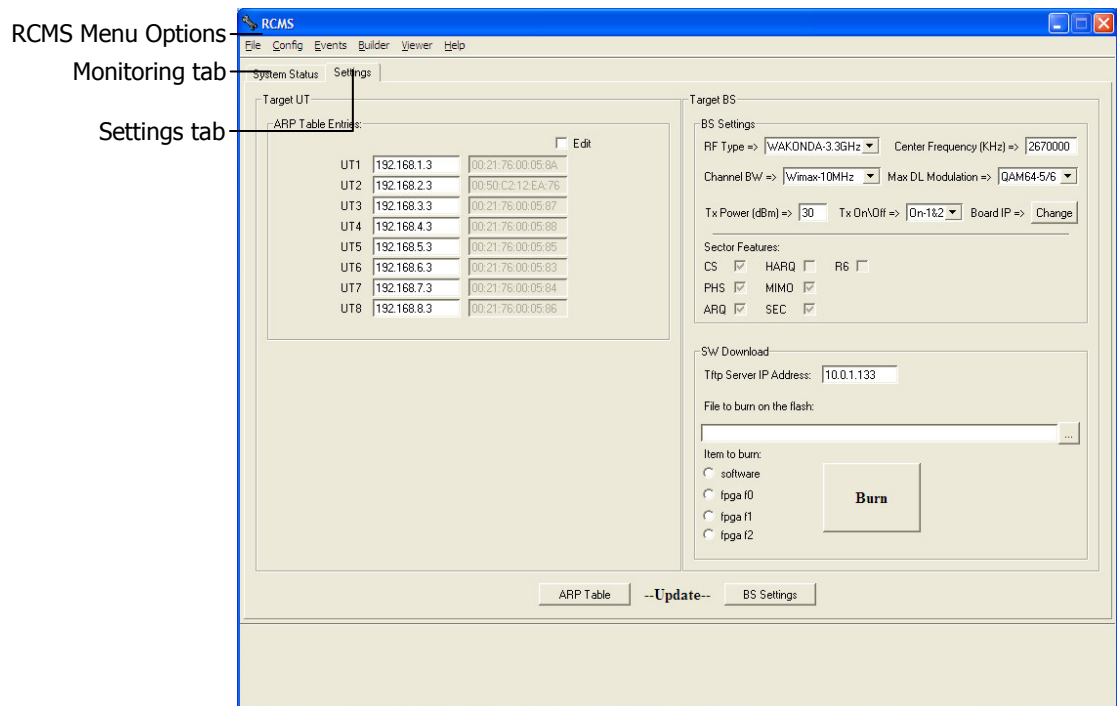 RCMS Menu Options
Monitoring tab
Settings tab
RCMS
File Config Events Builder Viewer Help
System Status Settings
Target UT
ARP Table Entries:
Edit
UT1 192.168.1.3 00:21:76:00:05:8A
UT2 192.168.2.3 00:50:C2:12:EA:76
UT3 192.168.3.3 00:21:76:00:05:87
UT4 192.168.4.3 00:21:76:00:05:88
UT5 192.168.5.3 00:21:76:00:05:85
UT6 192.168.6.3 00:21:76:00:05:83
UT7 192.168.7.3 00:21:76:00:05:84
UT8 192.168.8.3 00:21:76:00:05:86
Target BS
BS Settings
RF Type => WAKONDA-3.3GHz Center Frequency (KHz) => 2670000
Channel BW => Wimax-10MHz Max DL Modulation => QAM64-5/6
Tx Power (dBm) => 30 Tx On\Off => On-1&2 Board IP => Change
Sector Features:
CS HARQ R6
PHS MIMO
ARQ SEC
SW Download
Tftp Server IP Address: 10.0.1.133
File to burn on the flash:
...
Item to burn:
software
fpga f0
fpga f1
fpga f2
Burn
ARP Table --Update-- BS Settings